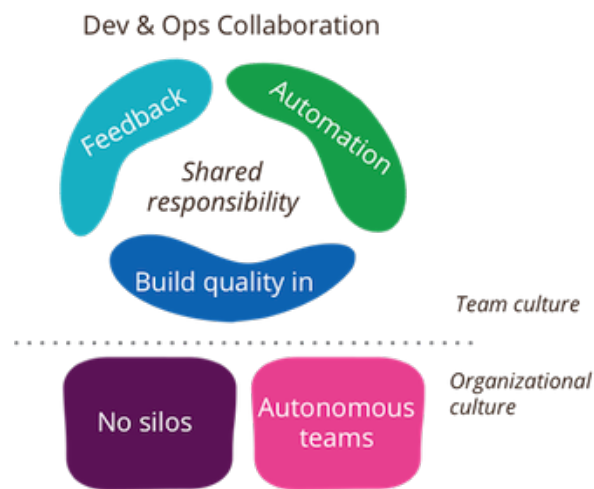 Dev & Ops Collaboration
Feedback
Automation
Shared
responsibility
Build quality in
Team culture
No silos
Autonomous
teams
Organizational
culture